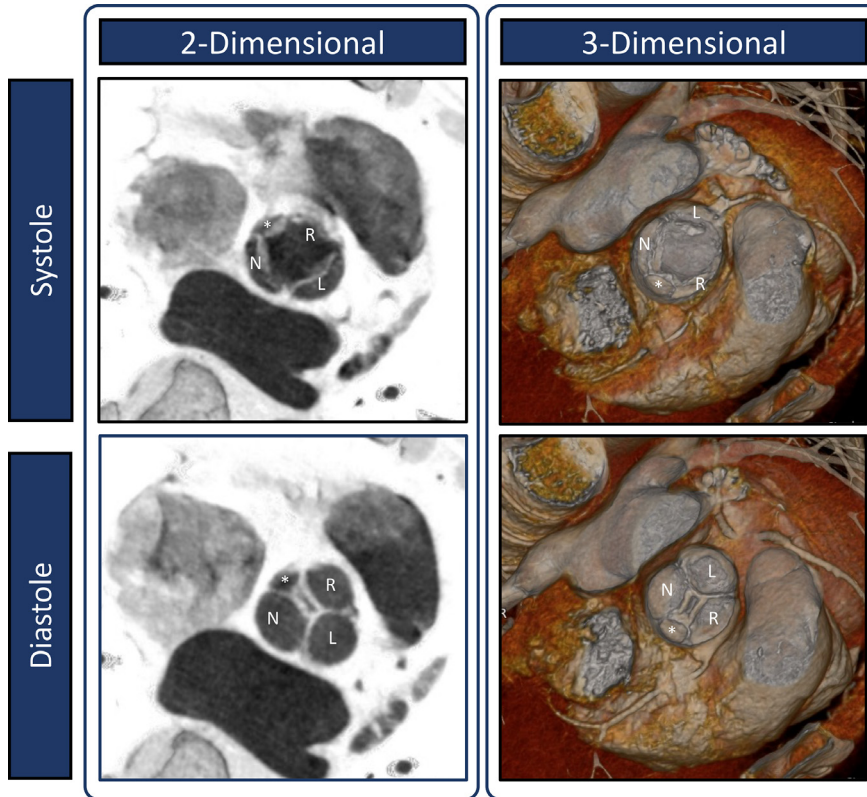 2-Dimensional
3-Dimensional
Systole
*
R
N
L
L
N
*
R
Diastole
*
R
N
L
L
N
R
*
R